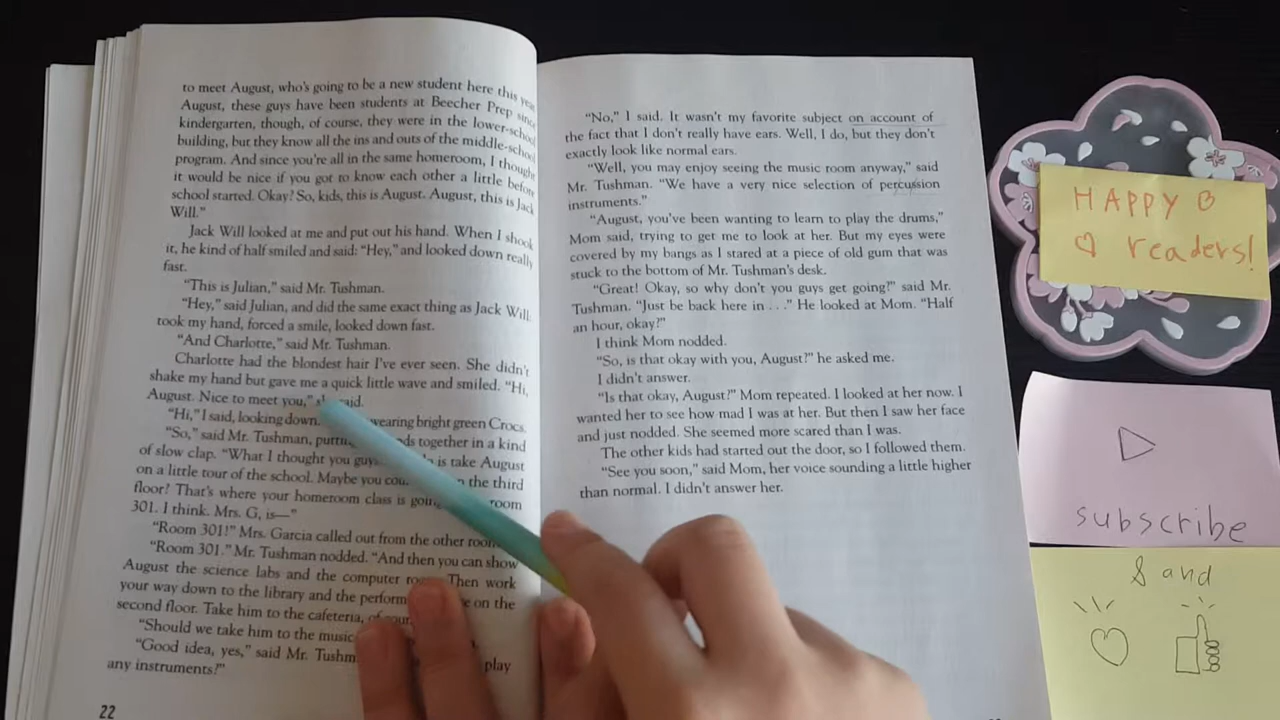 to meet August, who's going to be a new student here this year.
August, these guys have been students at Beecher Prep since
kindergarten, though, of course, they were in the lower-school
building, but they know all the ins and outs of the middle-school
program. And since you're all in the same homeroom, I thought
it would be nice if you got to know each other a little before
school started. Okay? So, kids, this is August. August, this is Jack
Will."
Jack Will looked at me and put out his hand. When I shook
it, he kind of half smiled and said: "Hey," and looked down really
fast.
"This is Julian," said Mr. Tushman.
"Hey," said Julian, and did the same exact thing as Jack Will:
took my hand, forced a smile, looked down fast.
"And Charlotte," said Mr. Tushman.
Charlotte had the blondest hair I've ever seen. She didn't
shake my hand but gave me a quick little wave and smiled. "Hi,
August. Nice to meet you," said.
"Hi," I said, looking down. wearing bright green Crocs.
"So," said Mr. Tushman, together in a kind
of slow clap. "What I thought you is take August
on a little tour of the school. Maybe you the third
floor? That's where your homeroom class is room
301. I think. Mrs. G, is—"
"Room 301!" Mrs. Garcia called out from the other
"Room 301." Mr. Tushman nodded. "And then you can show
August the science labs and the computer Then work
your way down to the library and the on the
second floor. Take him to the cafeteria,
"Should we take him to the music
"Good idea, yes," said Mr. play
any instruments?"
22
"No," I said. It wasn't my favorite subject on account of
the fact that I don't really have ears. Well, I do, but they don't
exactly look like normal ears.
"Well, you may enjoy seeing the music room anyway," said
Mr. Tushman. "We have a very nice selection of percussion
instruments."
"August, you've been wanting to learn to play the drums,"
Mom said, trying to get me to look at her. But my eyes were
covered by my bangs as I stared at a piece of old gum that was
stuck to the bottom of Mr. Tushman's desk.
"Great! Okay, so why don't you guys get going?" said Mr.
Tushman. "Just be back here in . . ." He looked at Mom. "Half
an hour, okay?"
I think Mom nodded.
"So, is that okay with you, August?" he asked me.
I didn't answer.
"Is that okay, August?" Mom repeated. I looked at her now. I
wanted her to see how mad I was at her. But then I saw her face
and just nodded. She seemed more scared than I was.
The other kids had started out the door, so I followed them.
"See you soon," said Mom, her voice sounding a little higher
than normal. I didn't answer her.
HAPPY
readers!
subscribe
& and